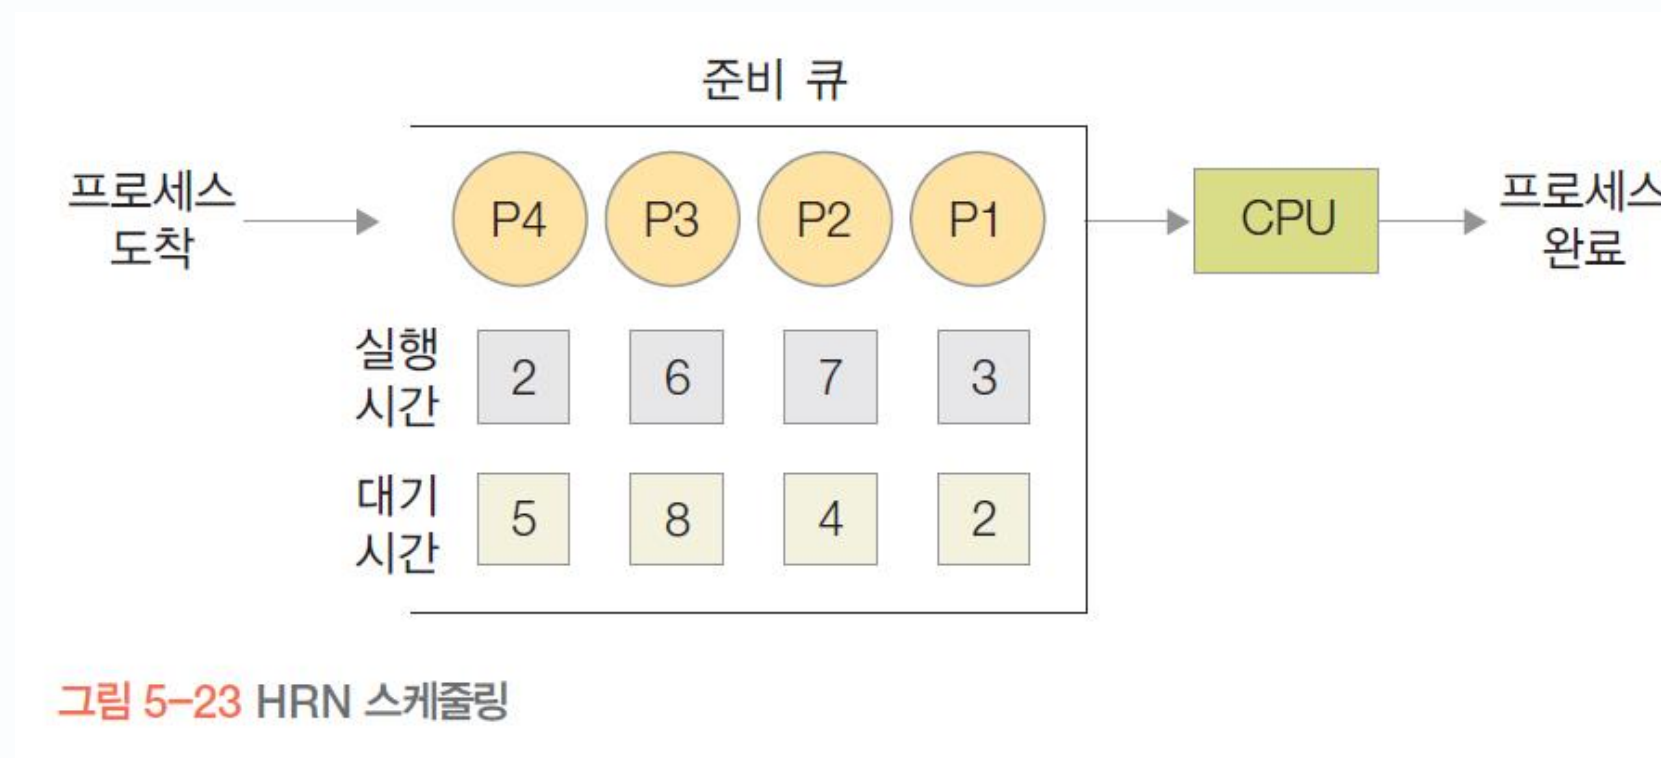 준비 큐
프로세스
도착
P4 P3 P2 P1
CPU
프로세스
완료
실행
시간
2 6 7 3
대기
시간
5 8 4 2
그림 5-23 HRN 스케줄링